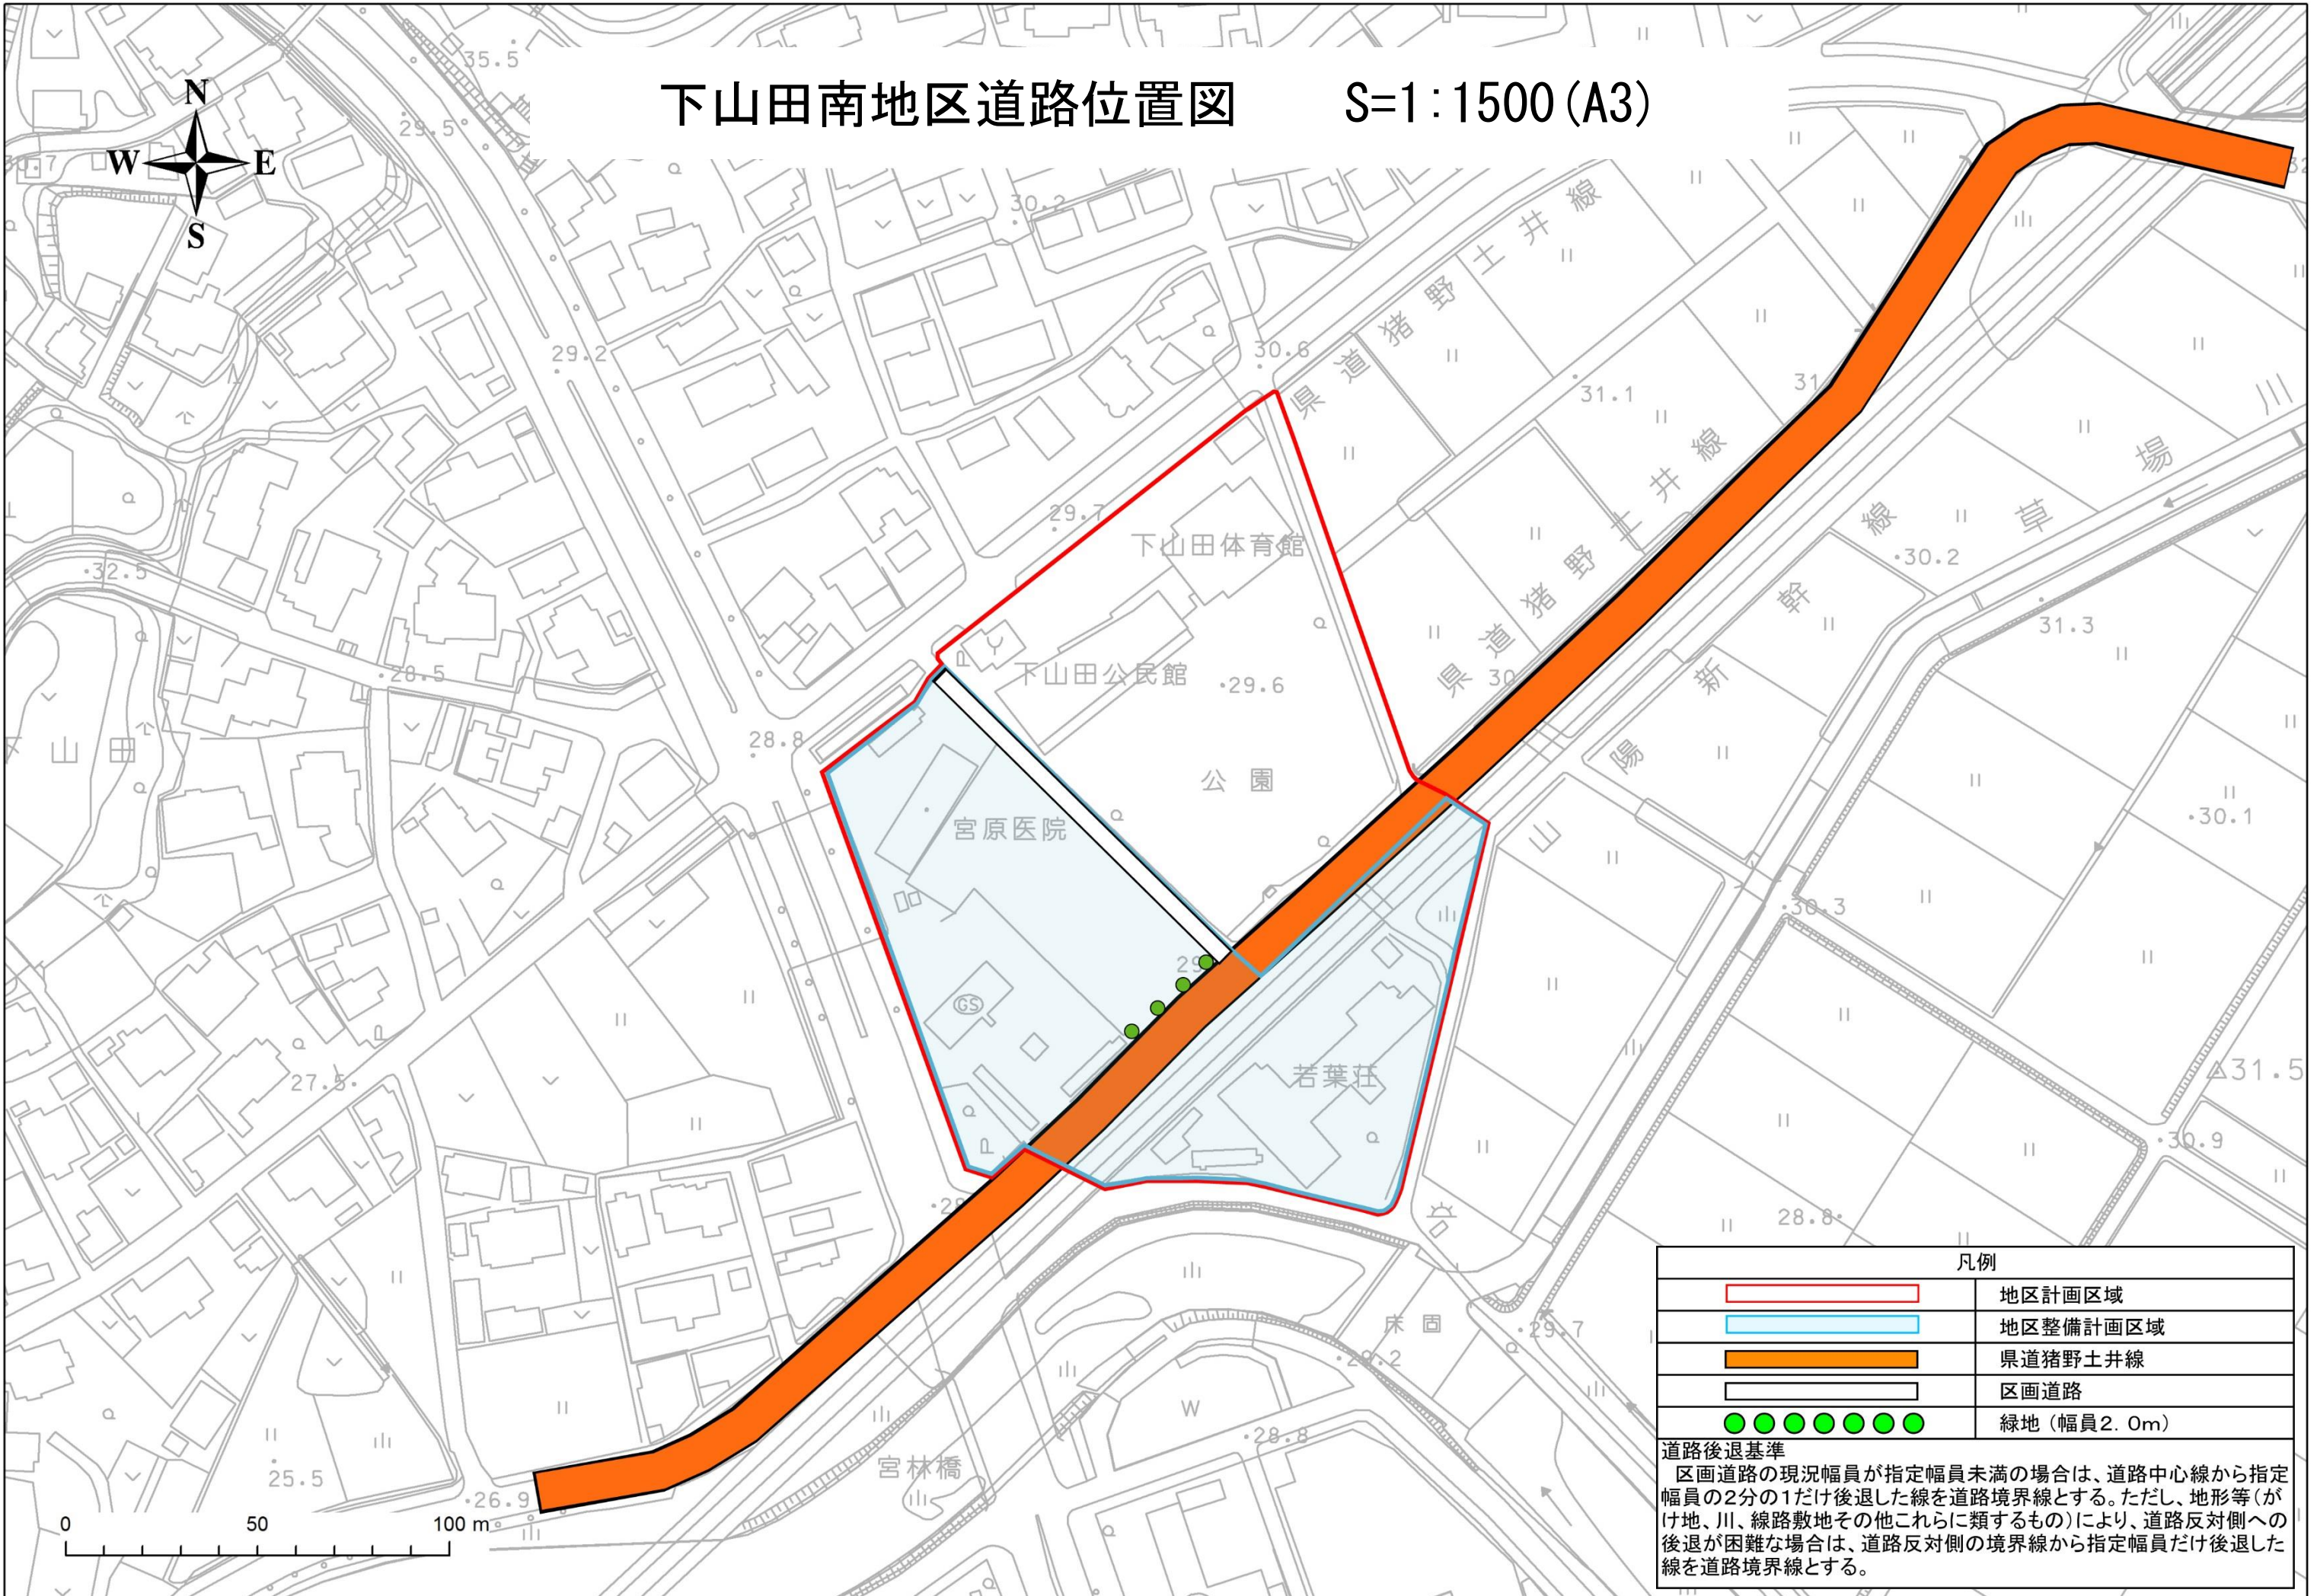 下山田南地区道路位置図 S=1:1500(A3)
N
W E
S
35.5
29.5
30.7
30.2
29.2
30.6
県道猪野土井線
31.1
31
29.7
下山田体育館
県道猪野土井線
32.5
28.5
下山田公民館
29.6
30
30.2
31.3
山陽新幹線
草場川
下山田
28.8
公園
宮原医院
30.1
30.3
29
GS
若葉荘
27.5
31.5
30.9
28
28.8
床固
29.7
29.2
W
28.8
宮林橋
25.5
26.9
0 50 100 m
凡例
地区計画区域
地区整備計画区域
県道猪野土井線
区画道路
緑地（幅員2．0m）
道路後退基準
区画道路の現況幅員が指定幅員未満の場合は、道路中心線から指定
幅員の2分の1だけ後退した線を道路境界線とする。ただし、地形等（が
け地、川、線路敷地その他これらに類するもの）により、道路反対側への
後退が困難な場合は、道路反対側の境界線から指定幅員だけ後退した
線を道路境界線とする。